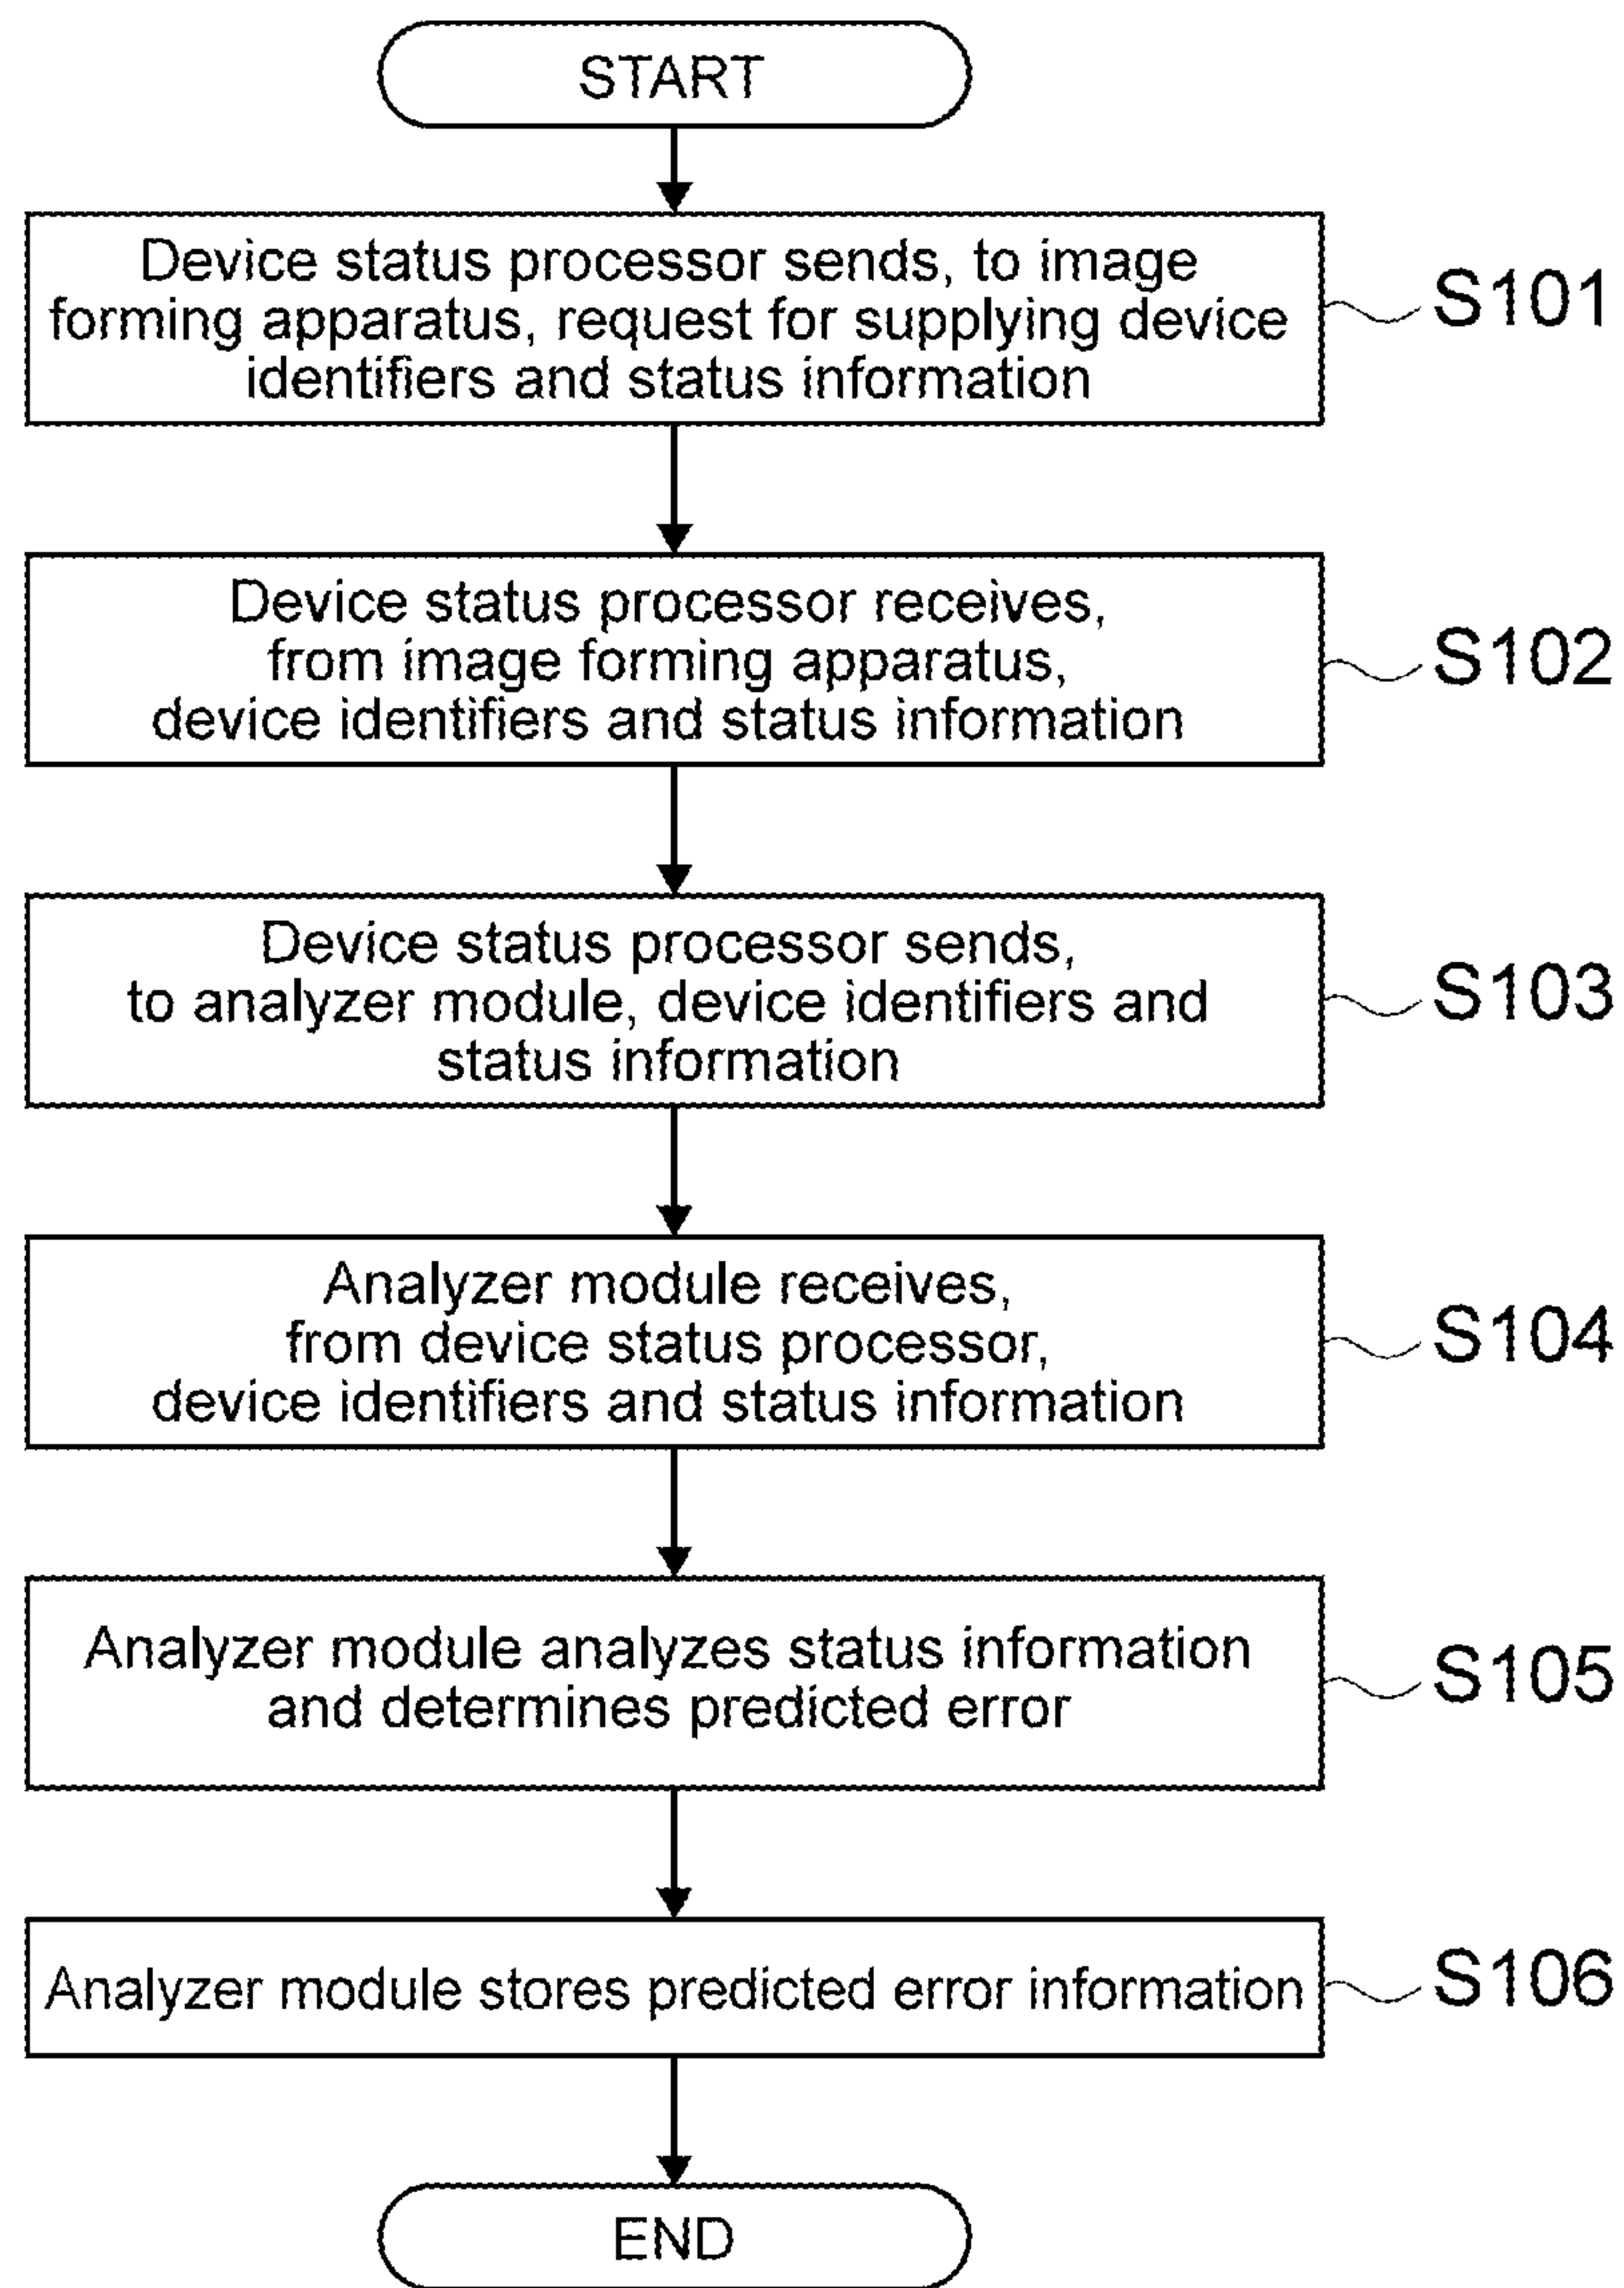 START
Device status processor sends, to image
forming apparatus, request for supplying device
identifiers and status information
S101
Device status processor receives,
from image forming apparatus,
device identifiers and status information
S102
Device status processor sends,
to analyzer module, device identifiers and
status information
S103
Analyzer module receives,
from device status processor,
device identifiers and status information
S104
Analyzer module analyzes status information
and determines predicted error
S105
Analyzer module stores predicted error information
S106
END